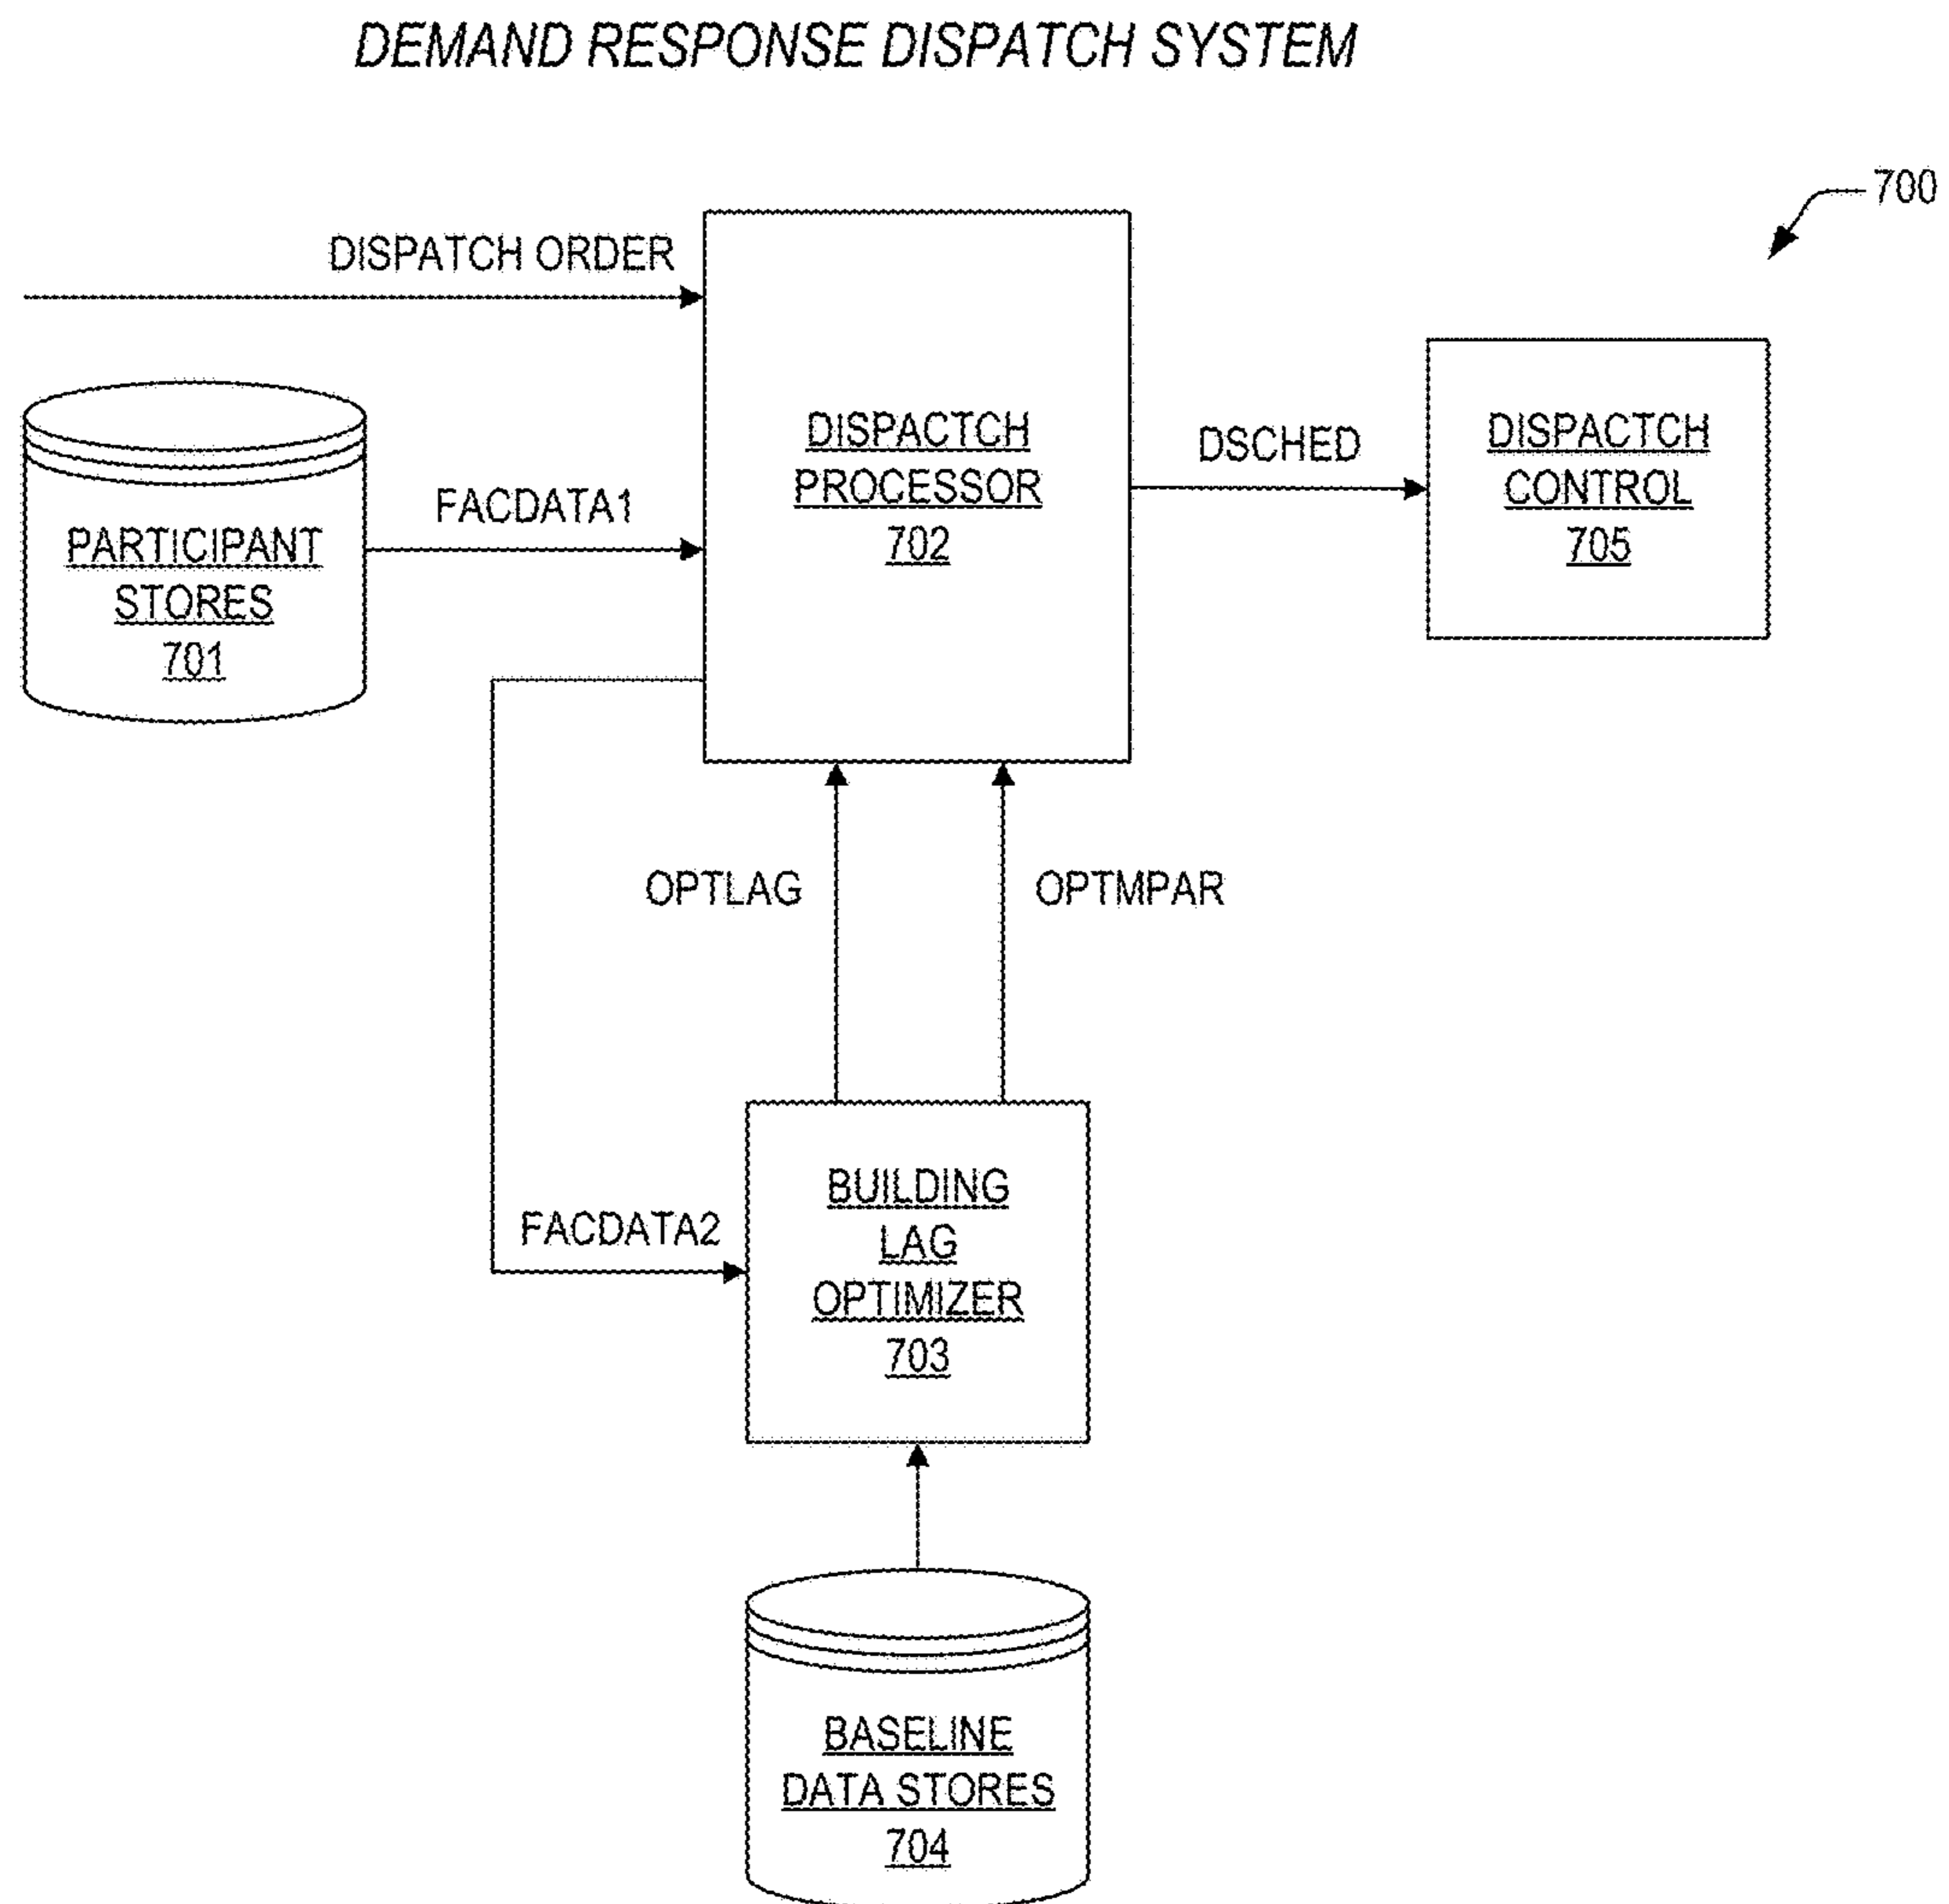 DEMAND RESPONSE DISPATCH SYSTEM
700
DISPATCH ORDER
PARTICIPANT
STORES
701
FACDATA1
DISPACTCH
PROCESSOR
702
DSCHED
DISPACTCH
CONTROL
705
OPTLAG
OPTMPAR
FACDATA2
BUILDING
LAG
OPTIMIZER
703
BASELINE
DATA STORES
704